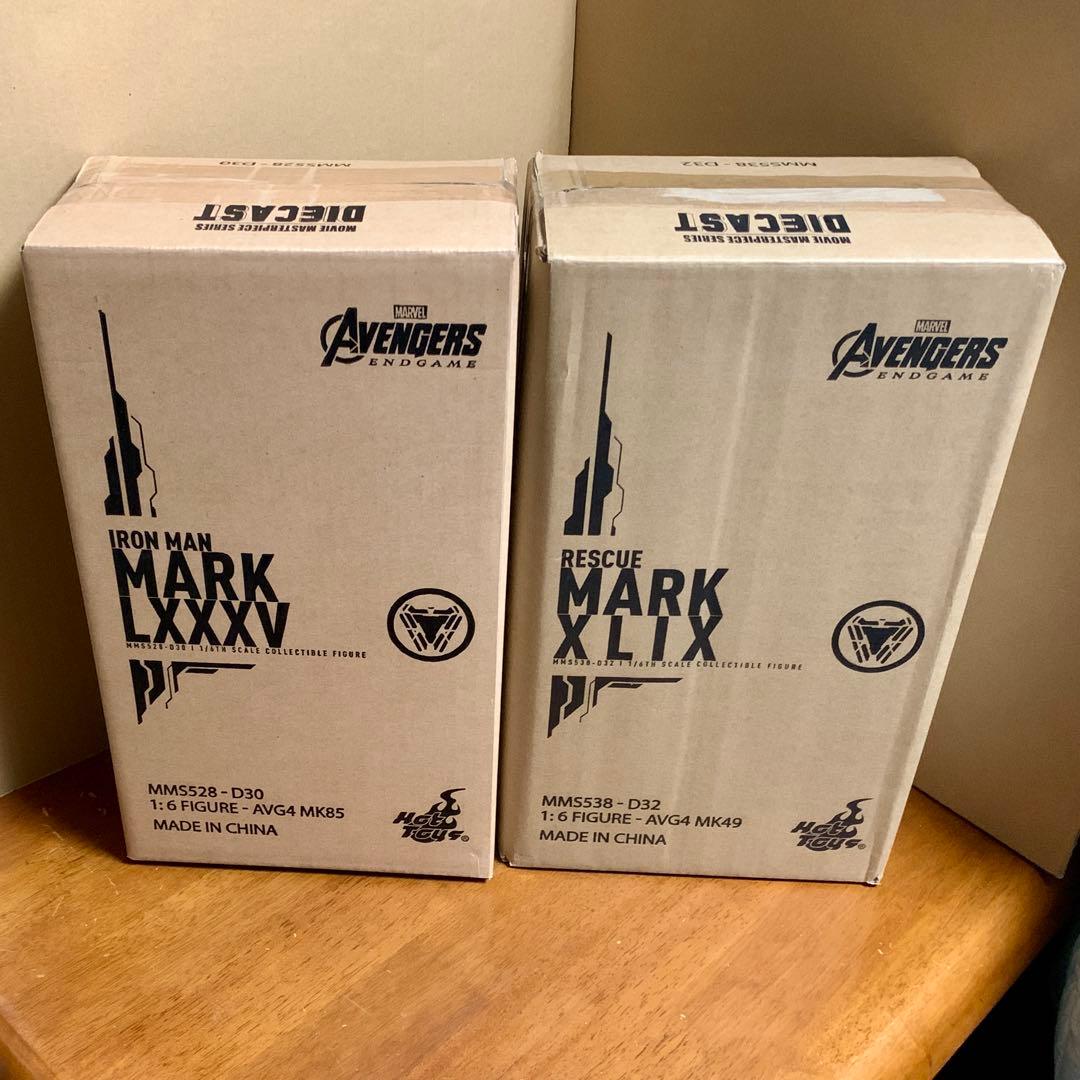 MMS528 - D30
MOVIE MASTERPIECE SERIES
DIECAST
MARVEL
AVENGERS
ENDGAME
IRON MAN
MARK
LXXXV
MMS528-D30 | 1/6TH SCALE COLLECTIBLE FIGURE
MMS528 - D30
1: 6 FIGURE - AVG4 MK85
MADE IN CHINA
Hot
Toys®
MMS538 - D32
MOVIE MASTERPIECE SERIES
DIECAST
MARVEL
AVENGERS
ENDGAME
RESCUE
MARK
XLIX
MMS538-D32 | 1/6TH SCALE COLLECTIBLE FIGURE
MMS538 - D32
1: 6 FIGURE - AVG4 MK49
MADE IN CHINA
Hot
Toys®